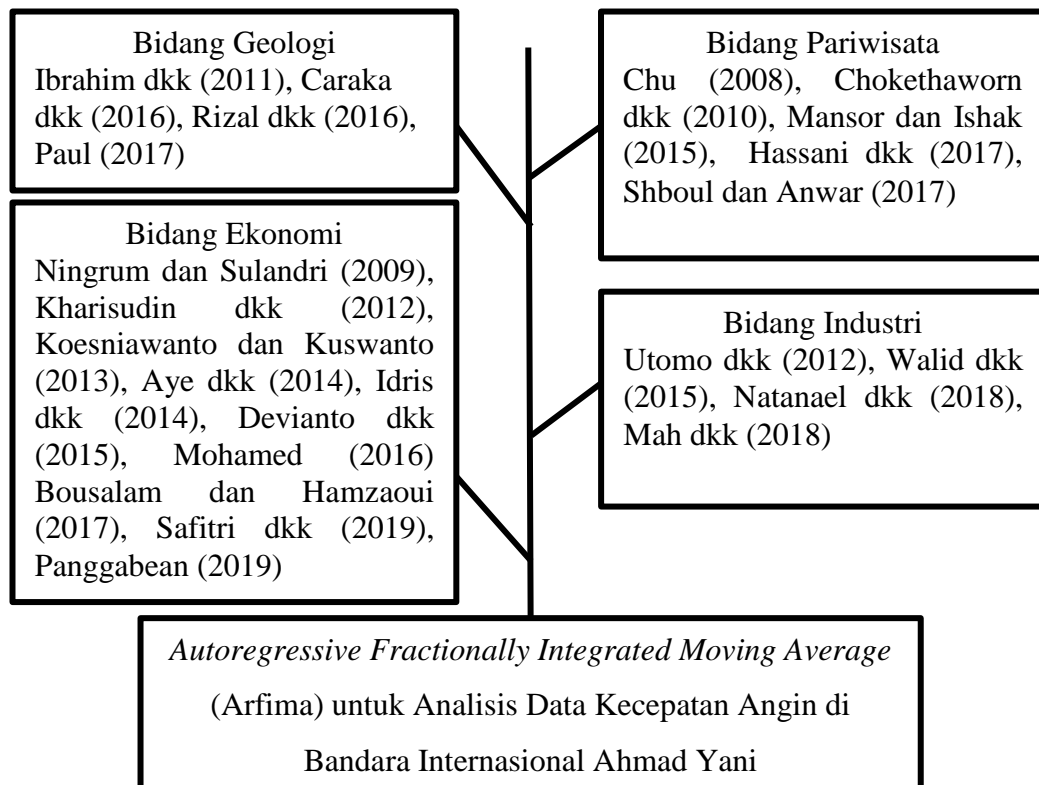 Bidang Geologi
Ibrahim dkk (2011), Caraka
dkk (2016), Rizal dkk (2016),
Paul (2017)
Bidang Pariwisata
Chu (2008), Chokethaworn
dkk (2010), Mansor dan Ishak
(2015), Hassani dkk (2017),
Shboul dan Anwar (2017)
Bidang Ekonomi
Ningrum dan Sulandri (2009),
Kharisudin dkk (2012),
Koesniawanto dan Kuswanto
(2013), Aye dkk (2014), Idris
dkk (2014), Devianto dkk
(2015), Mohamed (2016)
Bousalam dan Hamzaoui
(2017), Safitri dkk (2019),
Panggabean (2019)
Bidang Industri
Utomo dkk (2012), Walid dkk
(2015), Natanael dkk (2018),
Mah dkk (2018)
Autoregressive Fractionally Integrated Moving Average
(Arfima) untuk Analisis Data Kecepatan Angin di
Bandara Internasional Ahmad Yani